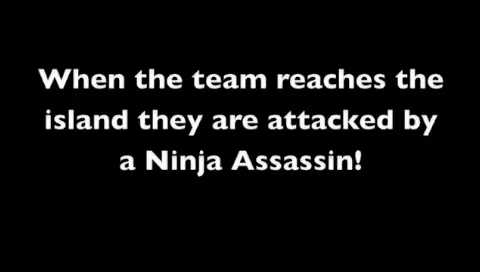 When the team reaches the
island they are attacked by
a Ninja Assassin!